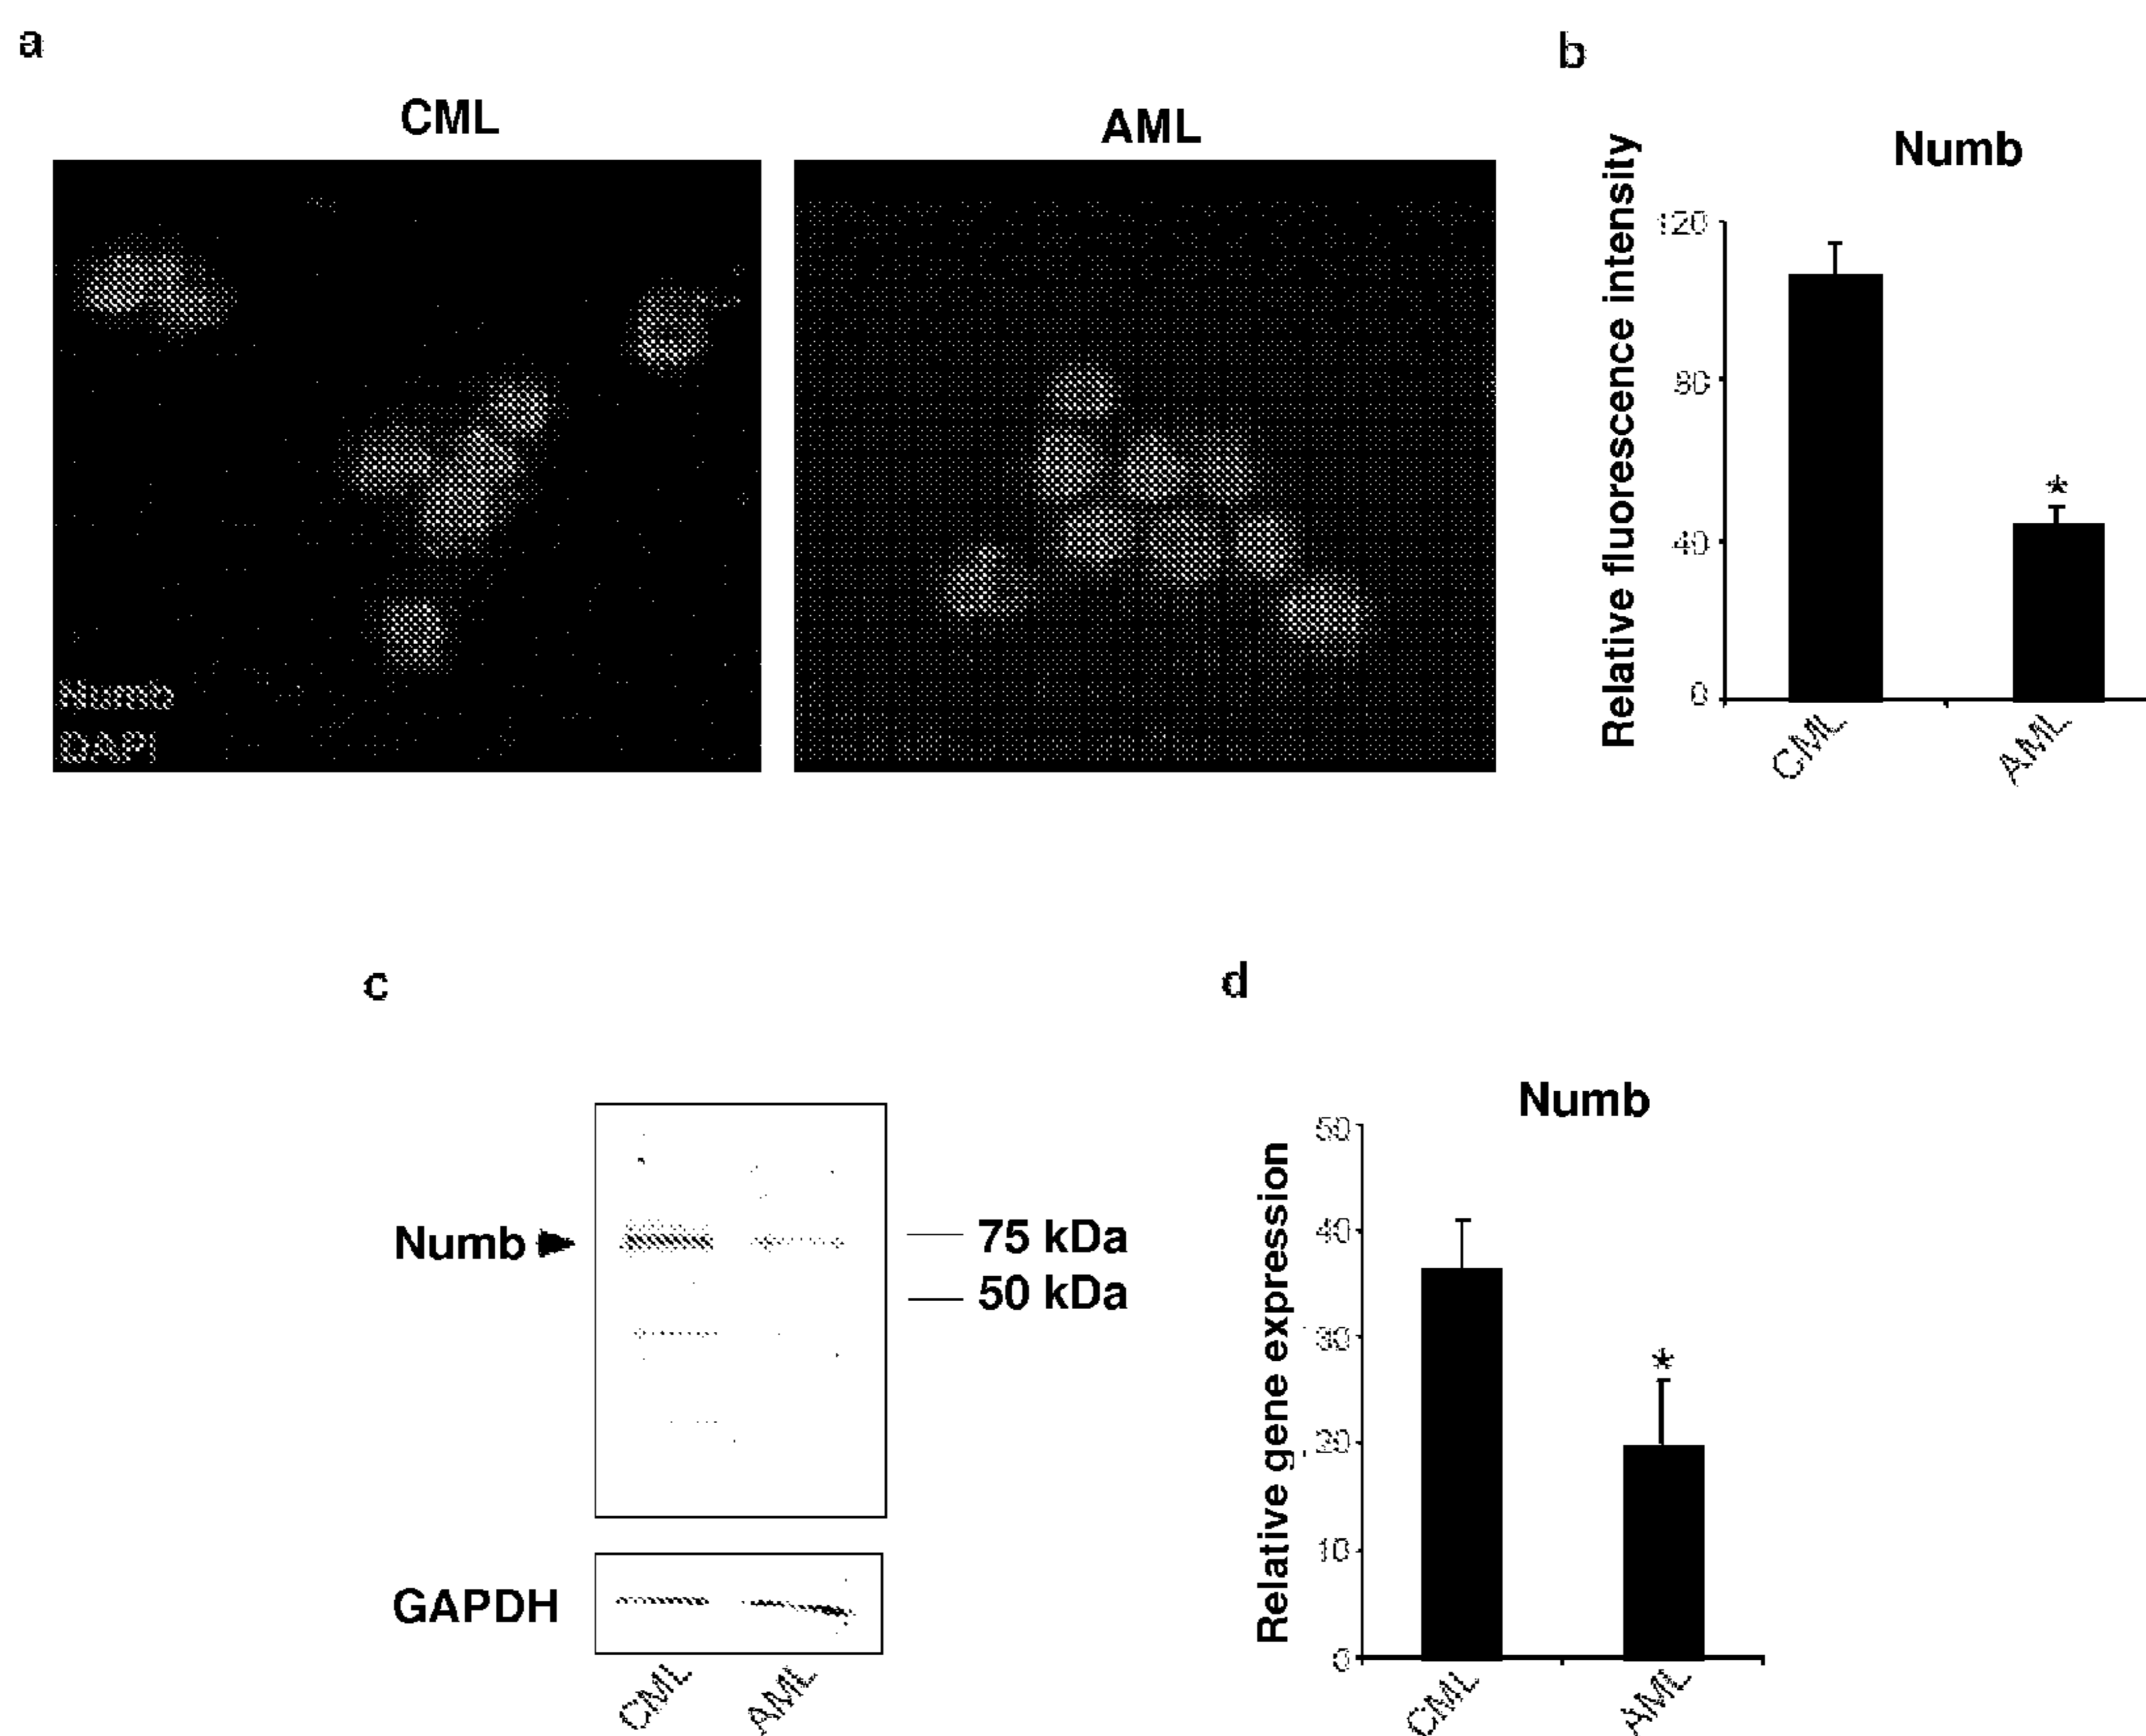 a
CML
AML
Numb
DAPI
b
Numb
Relative fluorescence intensity
120
80
40
0
CML
AML
*
c
Numb
75 kDa
50 kDa
GAPDH
CML
AML
d
Numb
Relative gene expression
50
40
30
20
10
0
*
CML
AML